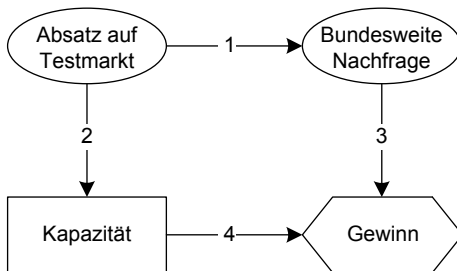 Absatz auf
Testmarkt
1
Bundesweite
Nachfrage
2
3
Kapazität
4
Gewinn